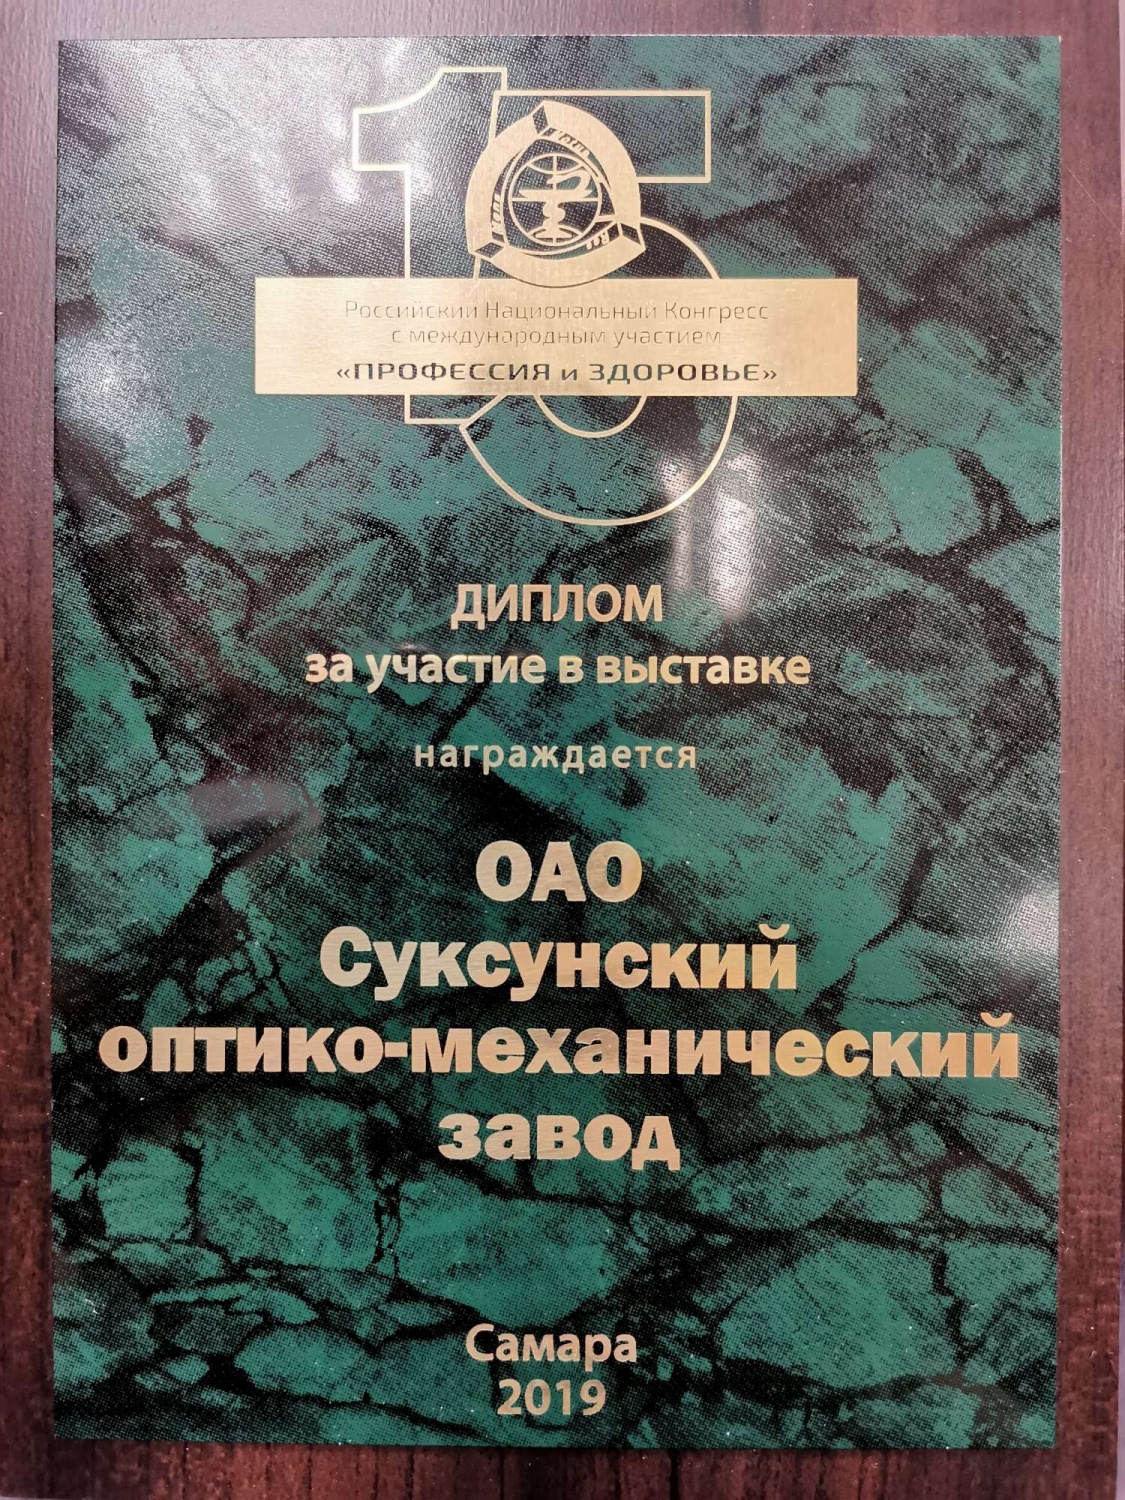 15
Российский Национальный Конгресс
с международным участием
«ПРОФЕССИЯ и ЗДОРОВЬЕ»
ДИПЛОМ
за участие в выставке
награждается
ОАО
Суксунский
оптико-механический
завод
Самара
2019